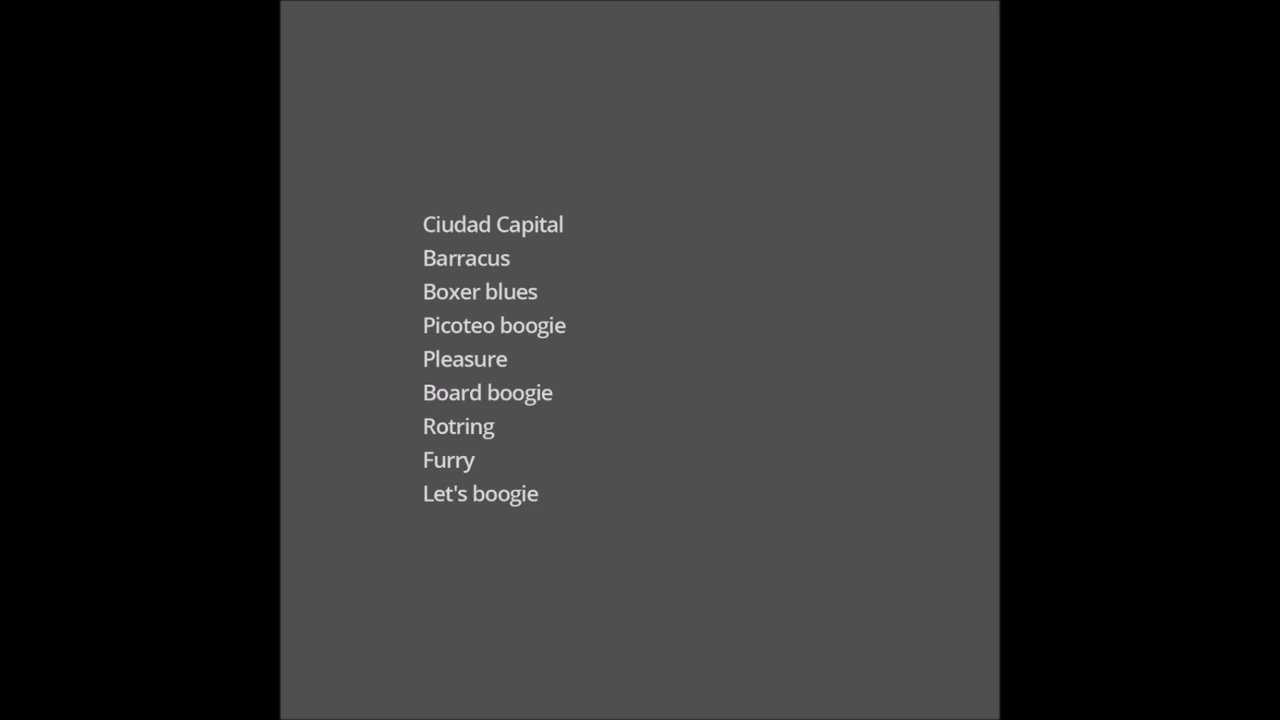 Ciudad Capital
Barracus
Boxer blues
Picoteo boogie
Pleasure
Board boogie
Rotring
Furry
Let's boogie